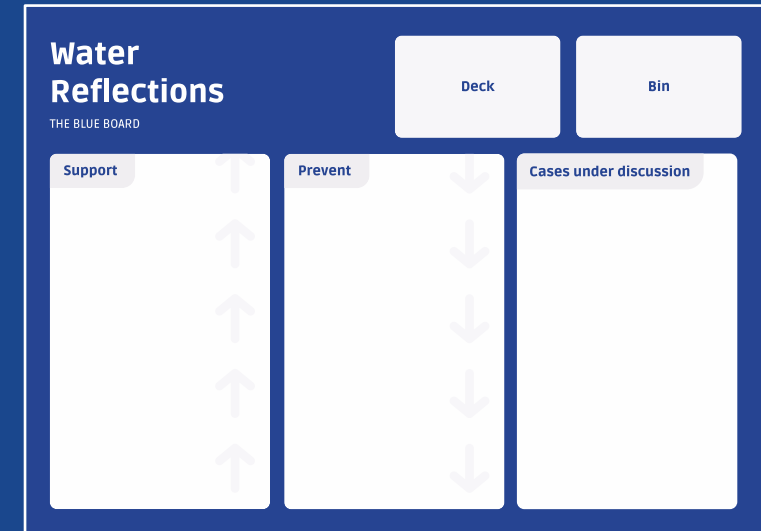 Water
Reflections
THE BLUE BOARD
Deck
Bin
Support
Prevent
Cases under discussion